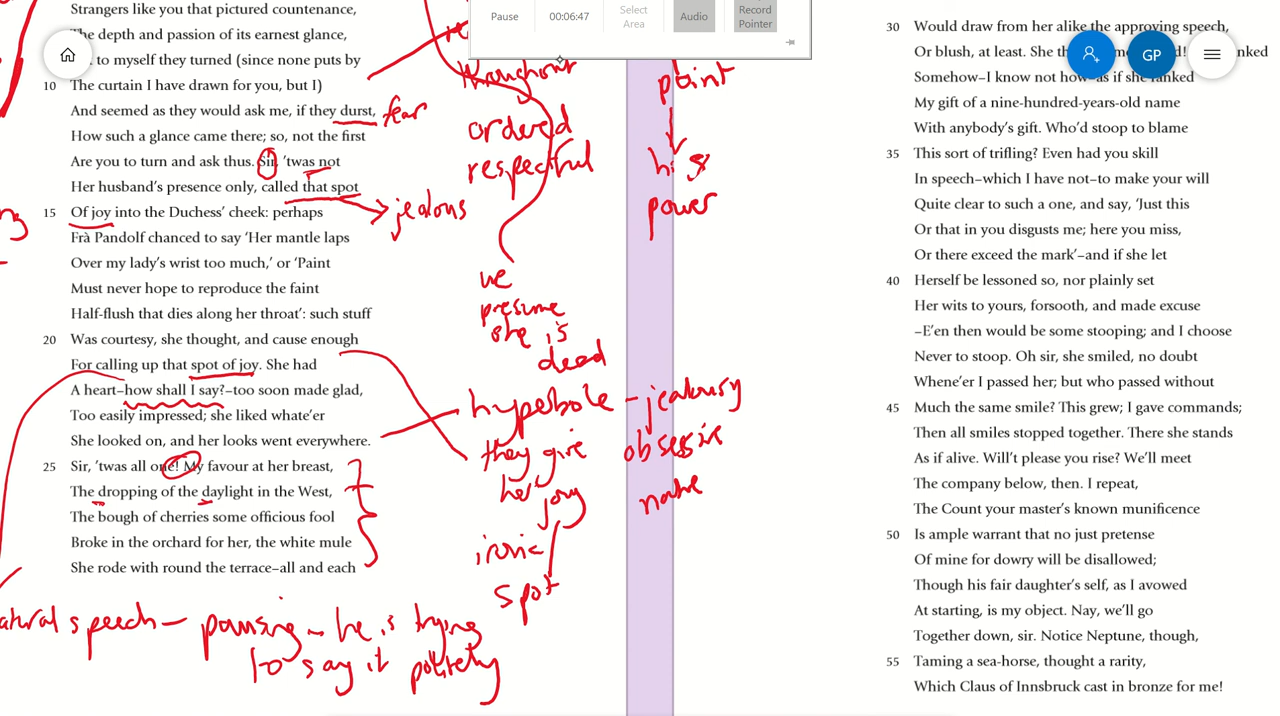 Pause
00:06:47
Select
Area
Audio
Record
Pointer
GP
Strangers like you that pictured countenance,
The depth and passion of its earnest glance,
to myself they turned (since none puts by
10 The curtain I have drawn for you, but I)
And seemed as they would ask me, if they durst,
How such a glance came there; so, not the first
Are you to turn and ask thus. Sir, ’twas not
Her husband’s presence only, called that spot
15 Of joy into the Duchess’ cheek: perhaps
Frà Pandolf chanced to say ‘Her mantle laps
Over my lady’s wrist too much,’ or ‘Paint
Must never hope to reproduce the faint
Half-flush that dies along her throat’: such stuff
20 Was courtesy, she thought, and cause enough
For calling up that spot of joy. She had
A heart–how shall I say?–too soon made glad,
Too easily impressed; she liked whate’er
She looked on, and her looks went everywhere.
25 Sir, ’twas all one! My favour at her breast,
The dropping of the daylight in the West,
The bough of cherries some officious fool
Broke in the orchard for her, the white mule
She rode with round the terrace–all and each
fear
jealous
throughout
ordered
respectful
we
presume
she is
dead
hyperbole – jealousy
obsessive
nature
they give
her joy
ironic
spot
point
his
power
atural speech – pausing – he is trying
to say it politely
30 Would draw from her alike the approving speech,
Or blush, at least. She th
nked
Somehow–I know not how–as if she ranked
My gift of a nine-hundred-years-old name
With anybody’s gift. Who’d stoop to blame
35 This sort of trifling? Even had you skill
In speech–which I have not–to make your will
Quite clear to such a one, and say, ‘Just this
Or that in you disgusts me; here you miss,
Or there exceed the mark’–and if she let
40 Herself be lessoned so, nor plainly set
Her wits to yours, forsooth, and made excuse
–E’en then would be some stooping; and I choose
Never to stoop. Oh sir, she smiled, no doubt
Whene’er I passed her; but who passed without
45 Much the same smile? This grew; I gave commands;
Then all smiles stopped together. There she stands
As if alive. Will’t please you rise? We’ll meet
The company below, then. I repeat,
The Count your master’s known munificence
50 Is ample warrant that no just pretense
Of mine for dowry will be disallowed;
Though his fair daughter’s self, as I avowed
At starting, is my object. Nay, we’ll go
Together down, sir. Notice Neptune, though,
55 Taming a sea-horse, thought a rarity,
Which Claus of Innsbruck cast in bronze for me!